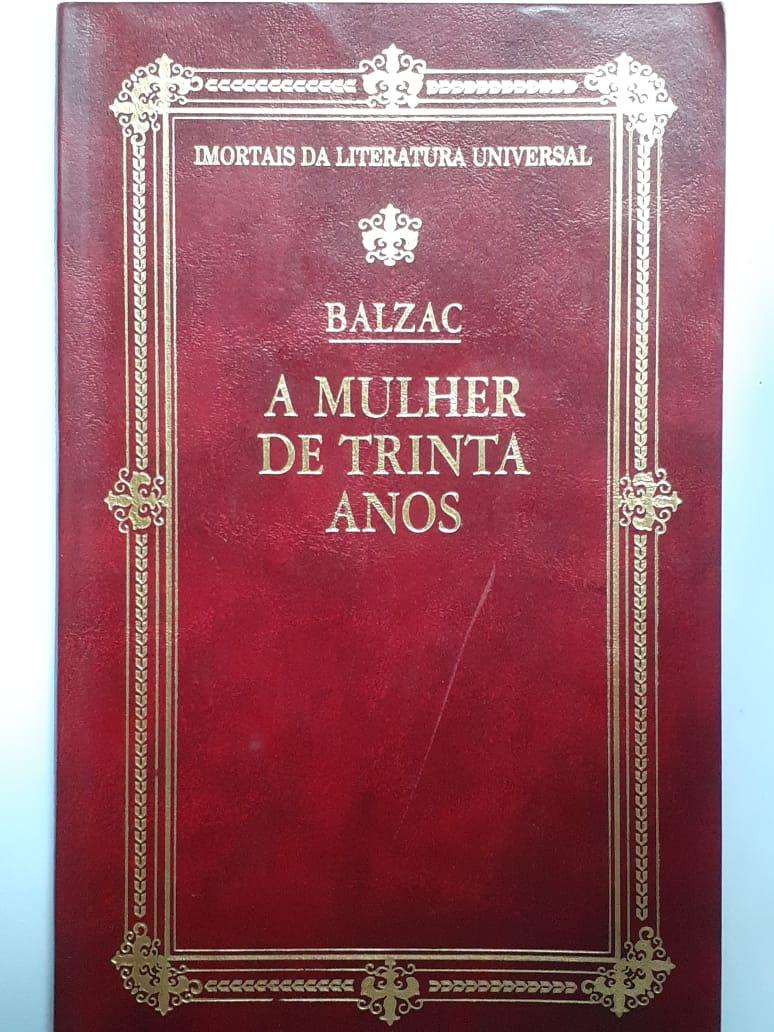 IMORTAIS DA LITERATURA UNIVERSAL
BALZAC
A MULHER
DE TRINTA
ANOS